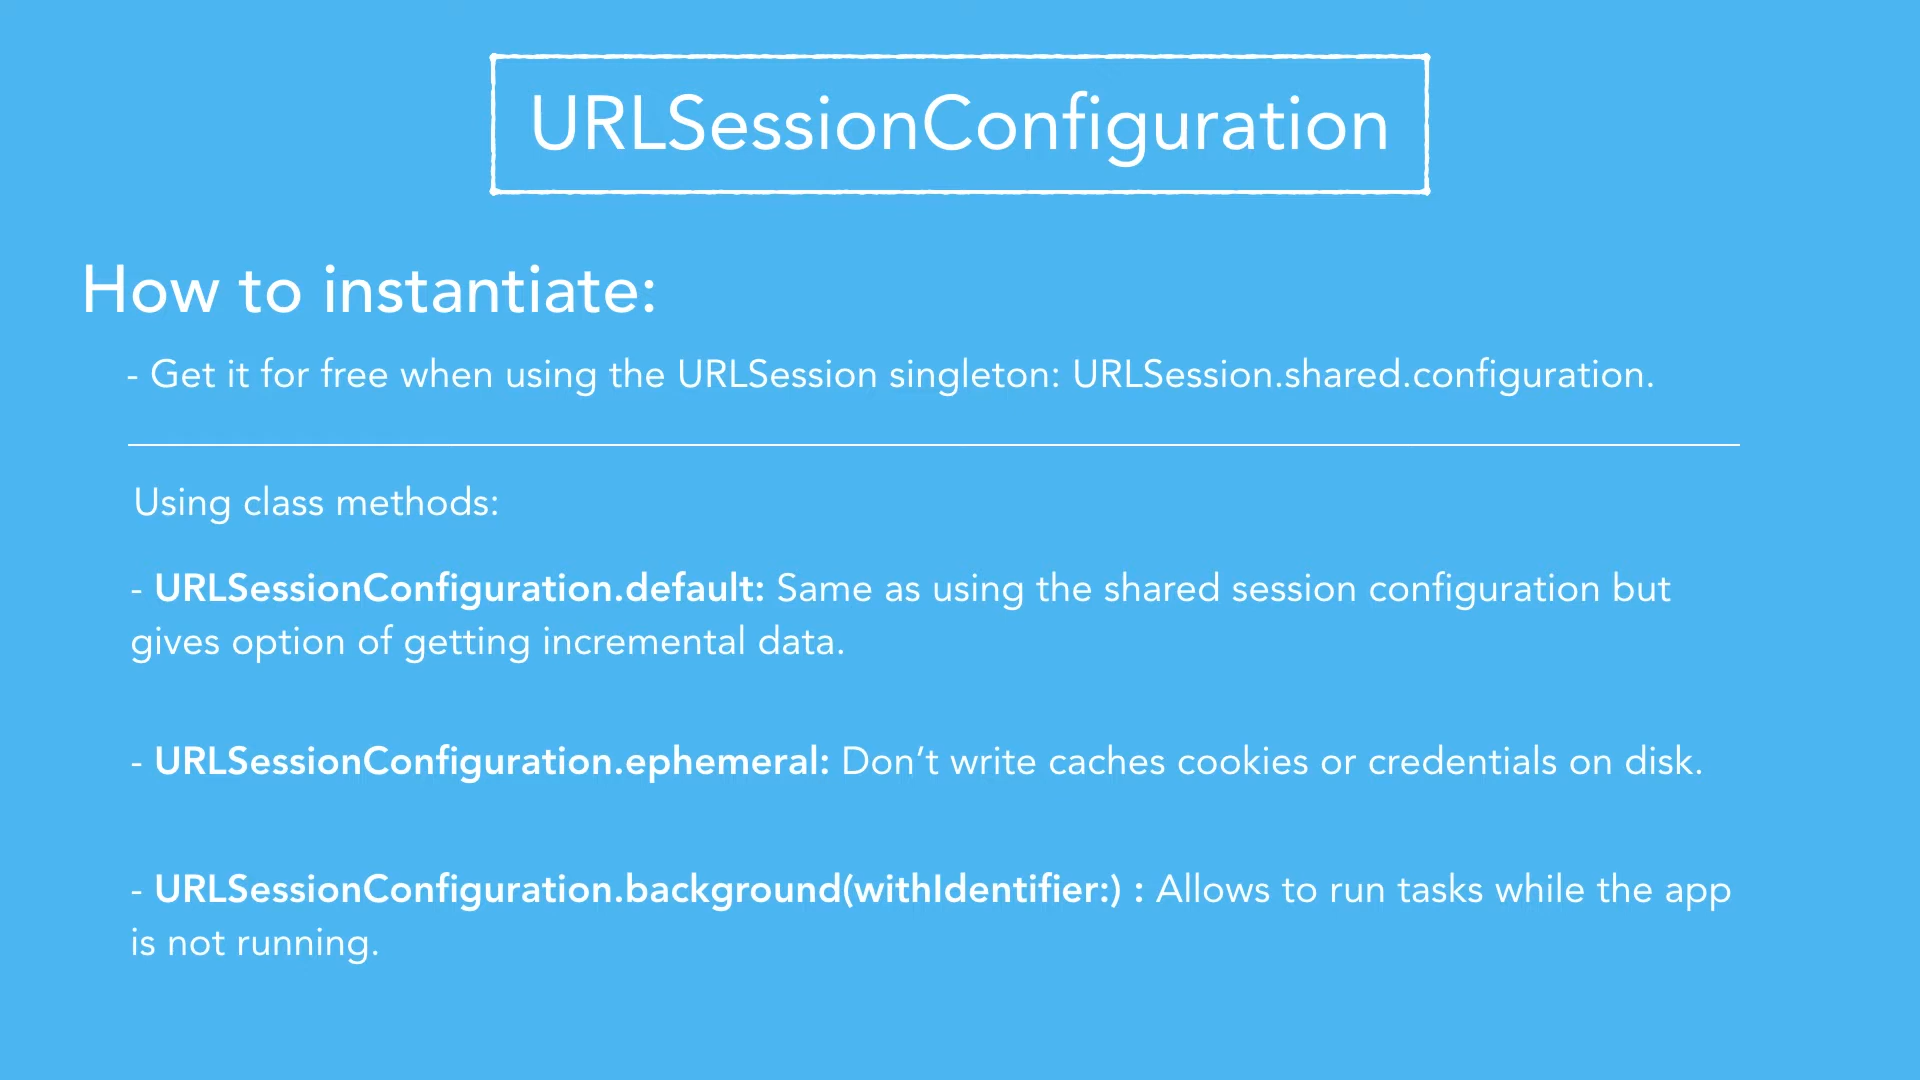 URLSessionConfiguration
How to instantiate:
- Get it for free when using the URLSession singleton: URLSession.shared.configuration.
Using class methods:
- URLSessionConfiguration.default: Same as using the shared session configuration but
gives option of getting incremental data.
- URLSessionConfiguration.ephemeral: Don’t write caches cookies or credentials on disk.
- URLSessionConfiguration.background(withIdentifier:) : Allows to run tasks while the app
is not running.